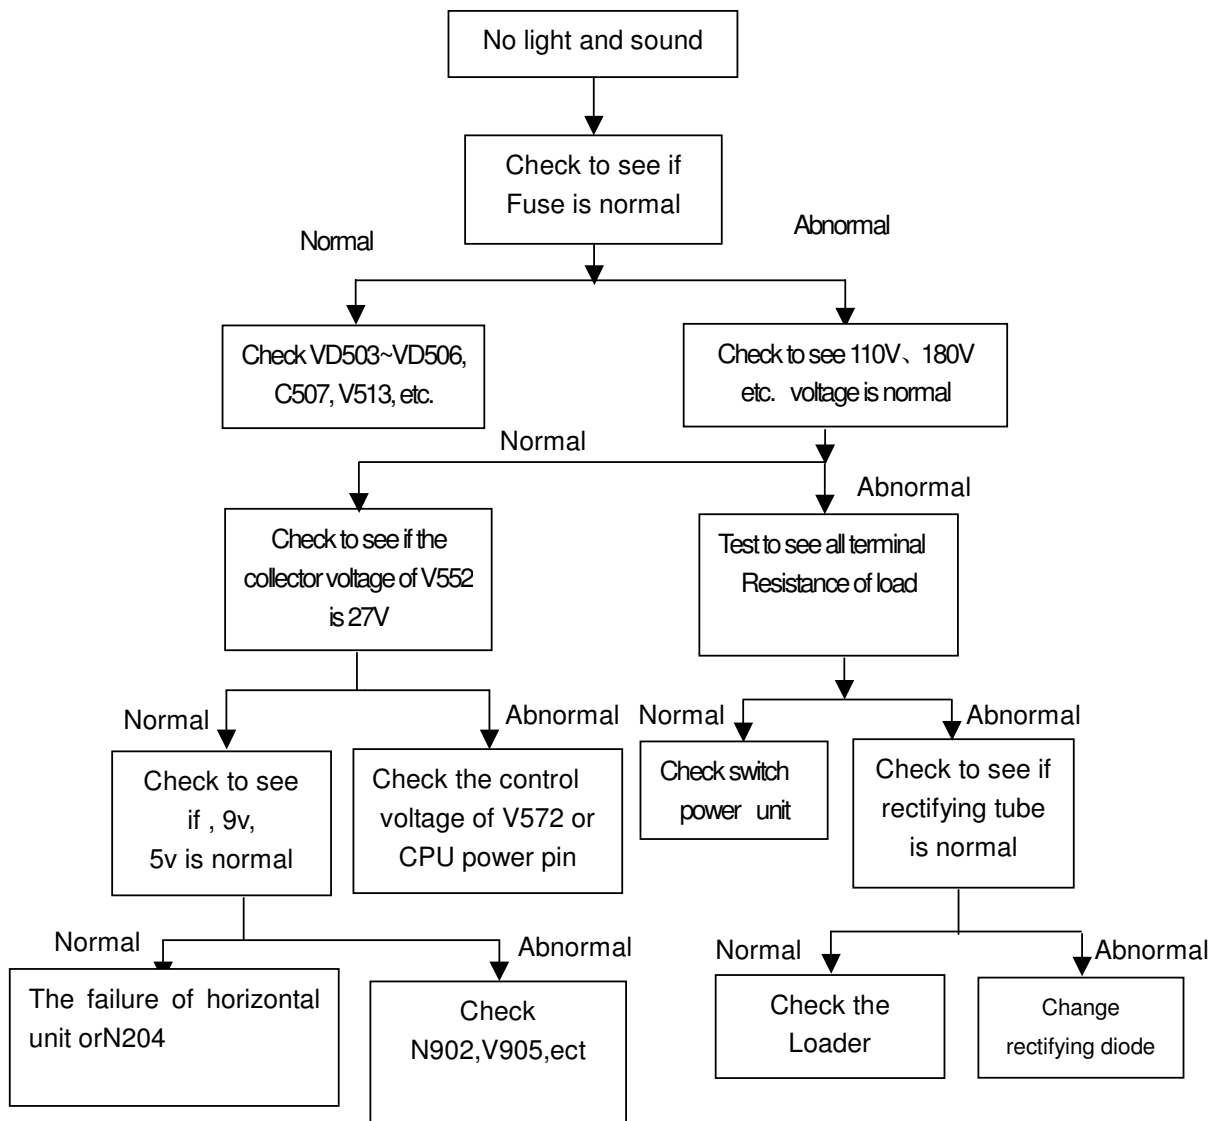 No light and sound
Check to see if
Fuse is normal
Normal
Abnormal
Check VD503~VD506,
C507, V513, etc.
Check to see 110V、180V
etc. voltage is normal
Normal
Abnormal
Check to see if the
collector voltage of V552
is 27V
Test to see all terminal
Resistance of load
Normal
Abnormal
Normal
Abnormal
Check to see
if , 9v,
5v is normal
Check the control
voltage of V572 or
CPU power pin
Check switch
power unit
Check to see if
rectifying tube
is normal
Normal
Abnormal
Normal
Abnormal
The failure of horizontal
unit orN204
Check
N902,V905,ect
Check the
Loader
Change
rectifying diode